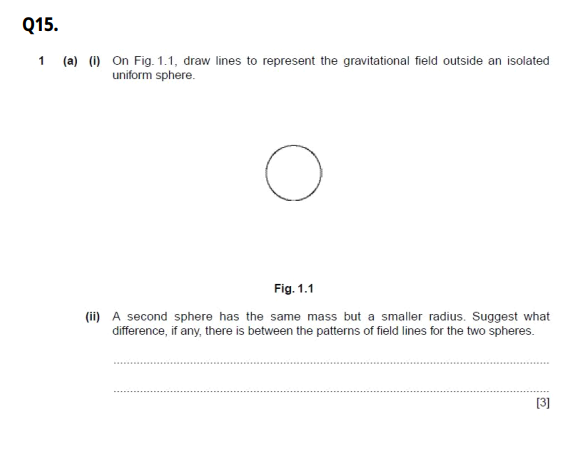 Q15.
1 (a) (i) On Fig. 1.1, draw lines to represent the gravitational field outside an isolated
uniform sphere.
Fig. 1.1
(ii) A second sphere has the same mass but a smaller radius. Suggest what
difference, if any, there is between the patterns of field lines for the two spheres.
[3]